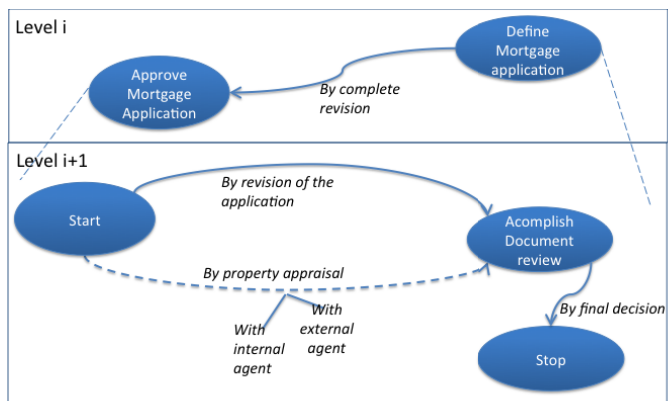 Level i
Define
Mortgage
application
Approve
Mortgage
Application
By complete
revision
Level i+1
By revision of the
application
Start
Acomplish
Document
review
By property appraisal
With
internal
agent
With
external
agent
By final decision
Stop